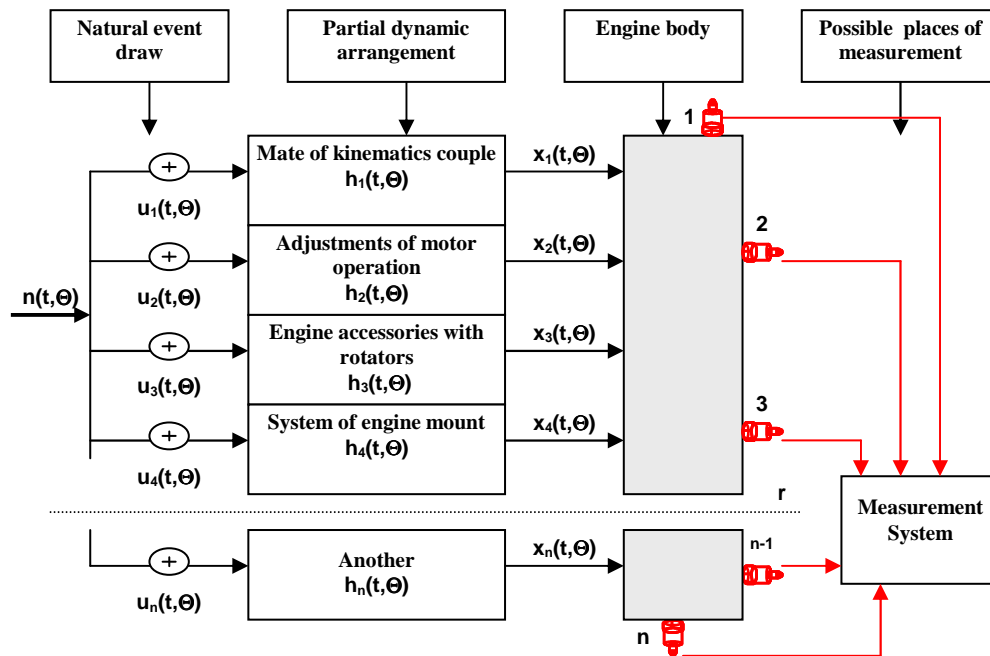 Natural event
draw
Partial dynamic
arrangement
Engine body
Possible places of
measurement
1
Mate of kinematics couple
h1(t,Θ)
x1(t,Θ)
+
u1(t,Θ)
2
Adjustments of motor
operation
h2(t,Θ)
x2(t,Θ)
+
u2(t,Θ)
n(t,Θ)
Engine accessories with
rotators
h3(t,Θ)
x3(t,Θ)
+
u3(t,Θ)
3
System of engine mount
h4(t,Θ)
x4(t,Θ)
+
u4(t,Θ)
r
Measurement
System
Another
hn(t,Θ)
xn(t,Θ)
n-1
+
un(t,Θ)
n